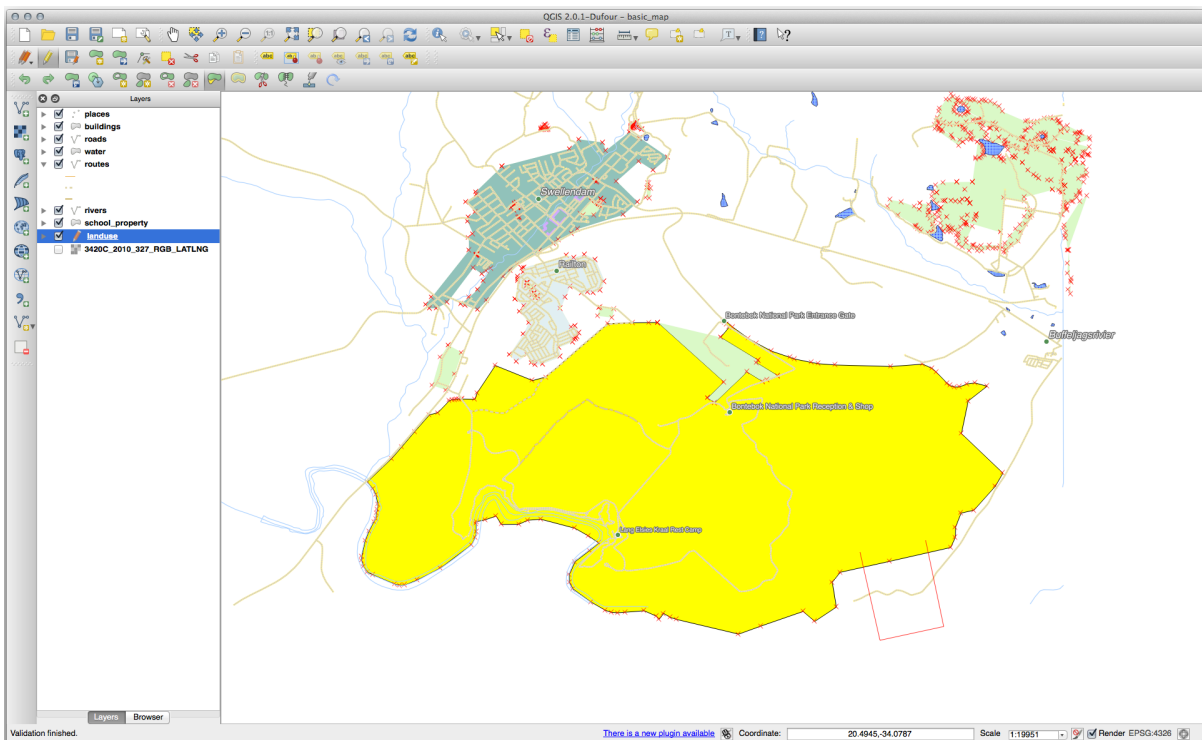 QGIS 2.0.1-Dufour - basic_map
Layers
places
buildings
roads
water
routes
rivers
school_property
landuse
3420C_2010_327_RGB_LATLNG
Swellendam
Railton
Bontebok National Park Entrance Gate
Buffeljagsrivier
Bontebok National Park Reception & Shop
Lang Elsies Kraal Rest Camp
Layers
Browser
Validation finished.
There is a new plugin available
Coordinate:
20.4945,-34.0787
Scale
1:19951
Render
EPSG:4326